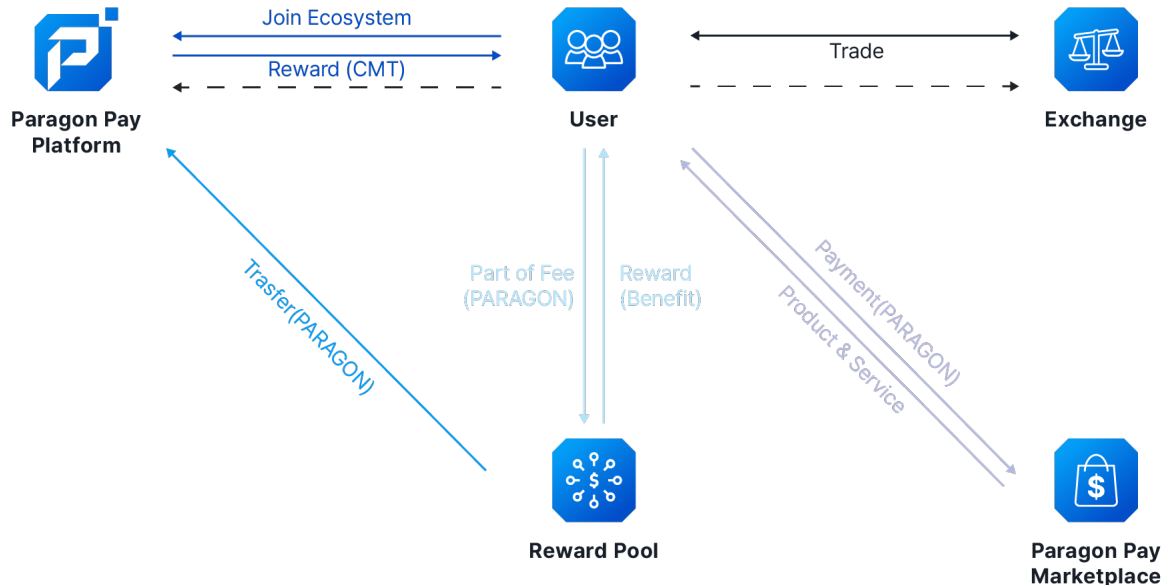 Join Ecosystem
Reward (CMT)
Trade
Paragon Pay
Platform
User
Exchange
Trasfer(PARAGON)
Part of Fee
(PARAGON)
Reward
(Benefit)
Payment(PARAGON)
Product & Service
$
$
Reward Pool
Paragon Pay
Marketplace